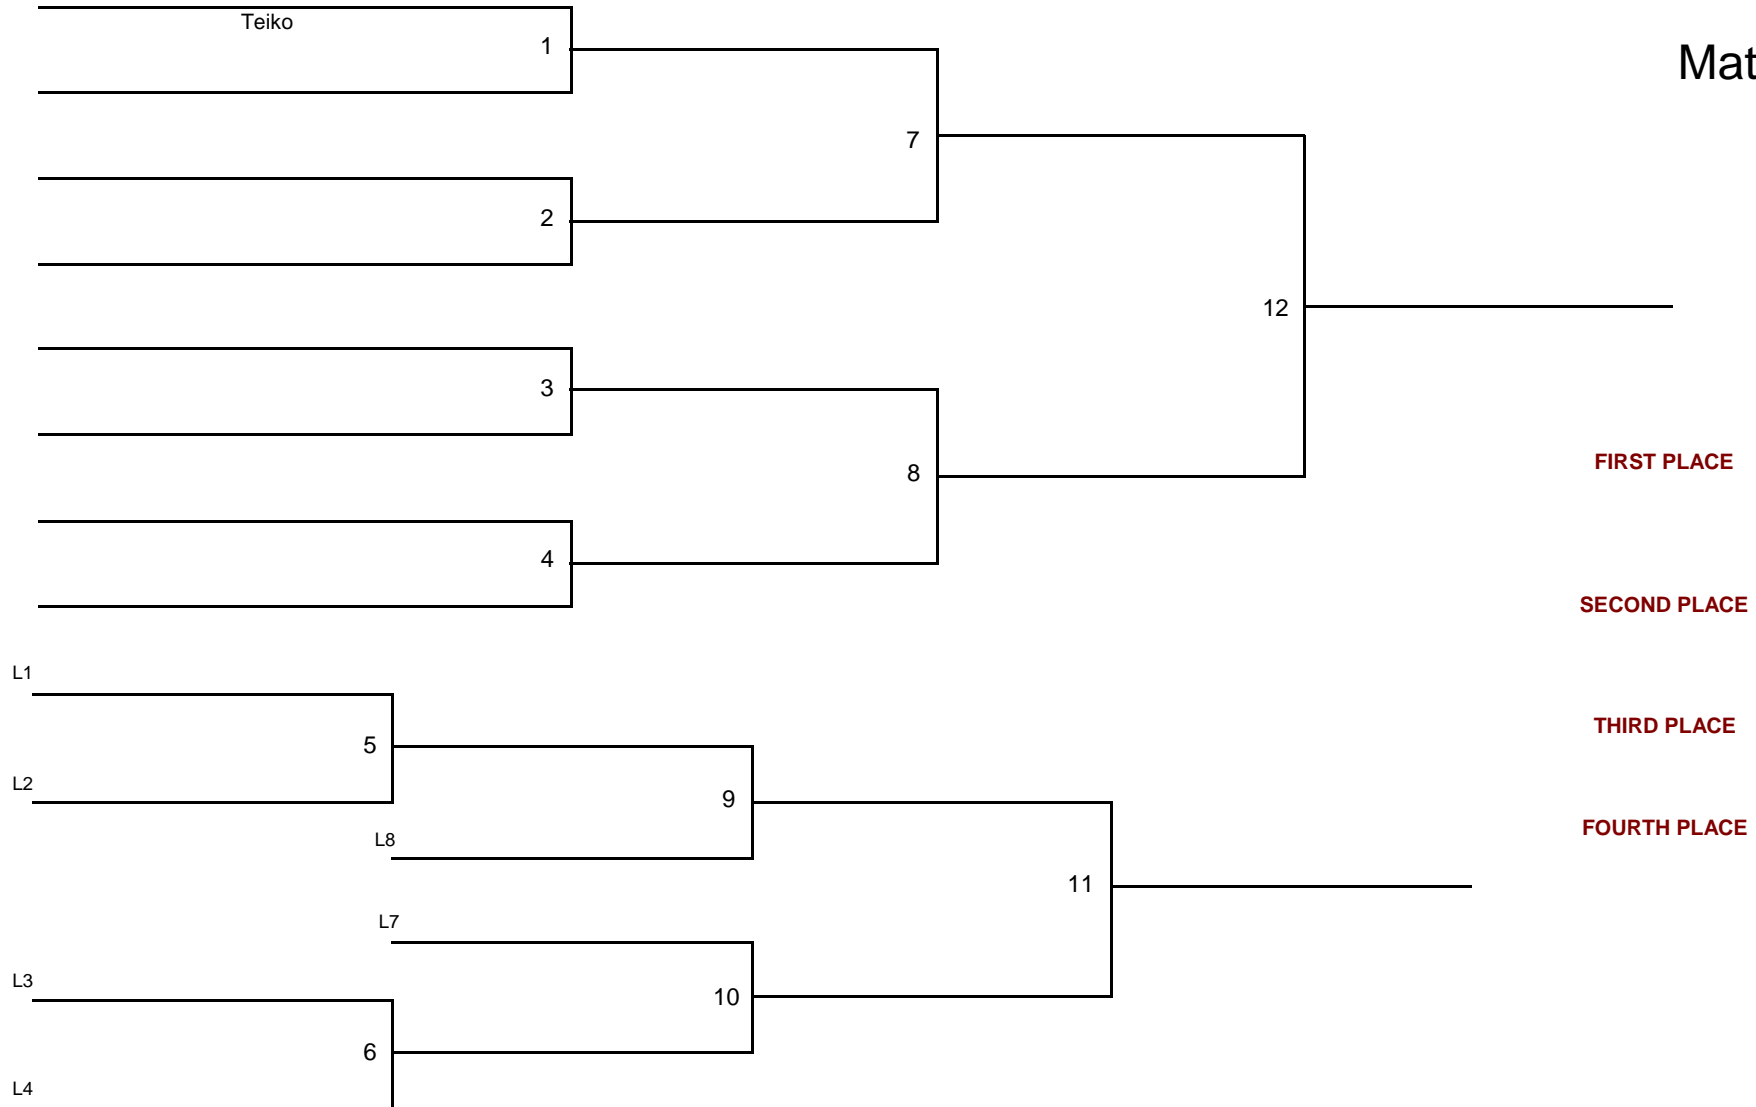 Teiko
1
Mat
7
2
12
3
FIRST PLACE
8
4
SECOND PLACE
L1
THIRD PLACE
5
L2
9
FOURTH PLACE
L8
11
L7
L3
10
6
L4